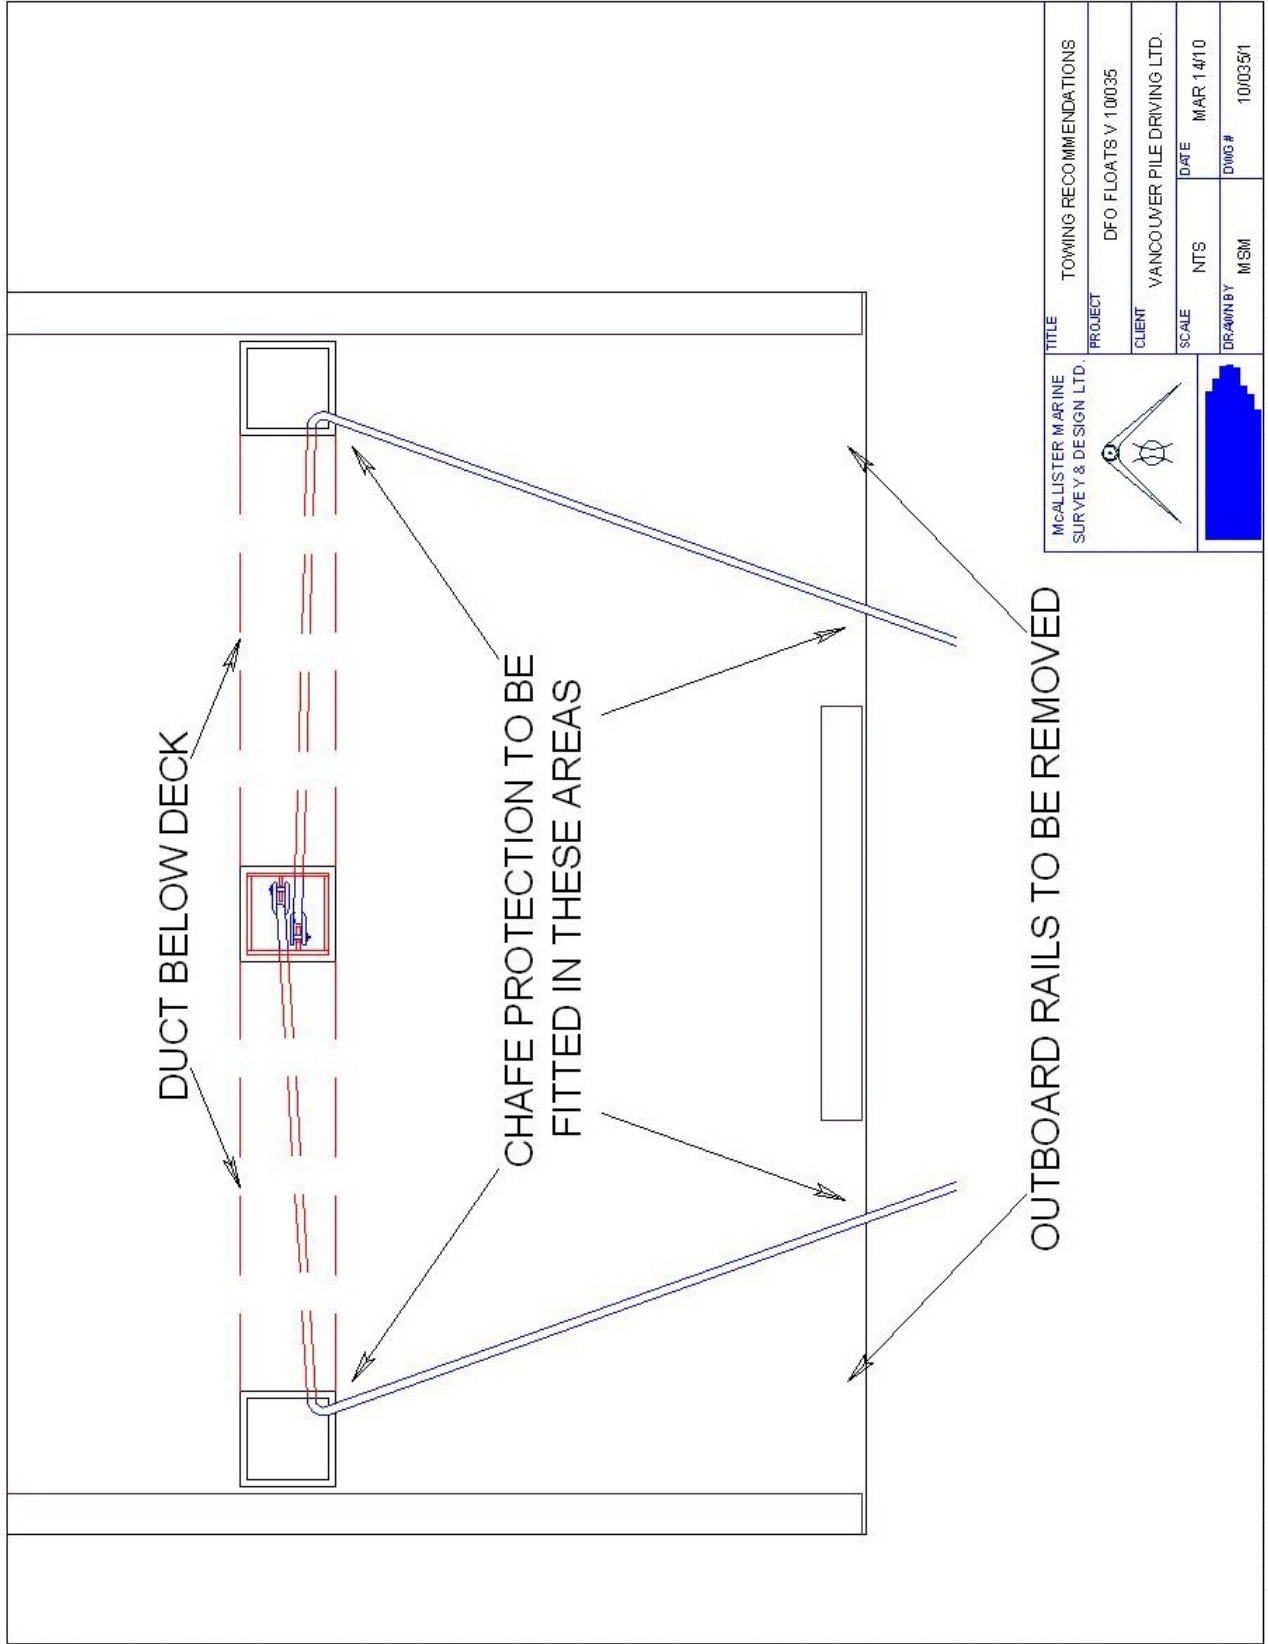 DUCT BELOW DECK
CHAFE PROTECTION TO BE
FITTED IN THESE AREAS
OUTBOARD RAILS TO BE REMOVED
McALLISTER MARINE
SURVEY & DESIGN LTD.
TITLE
TOWING RECOMMENDATIONS
PROJECT
DFO FLOATS V 10/035
CLIENT
VANCOUVER PILE DRIVING LTD.
SCALE
NTS
DATE
MAR 14/10
DRAWN BY
MSM
DWG #
10/035/1